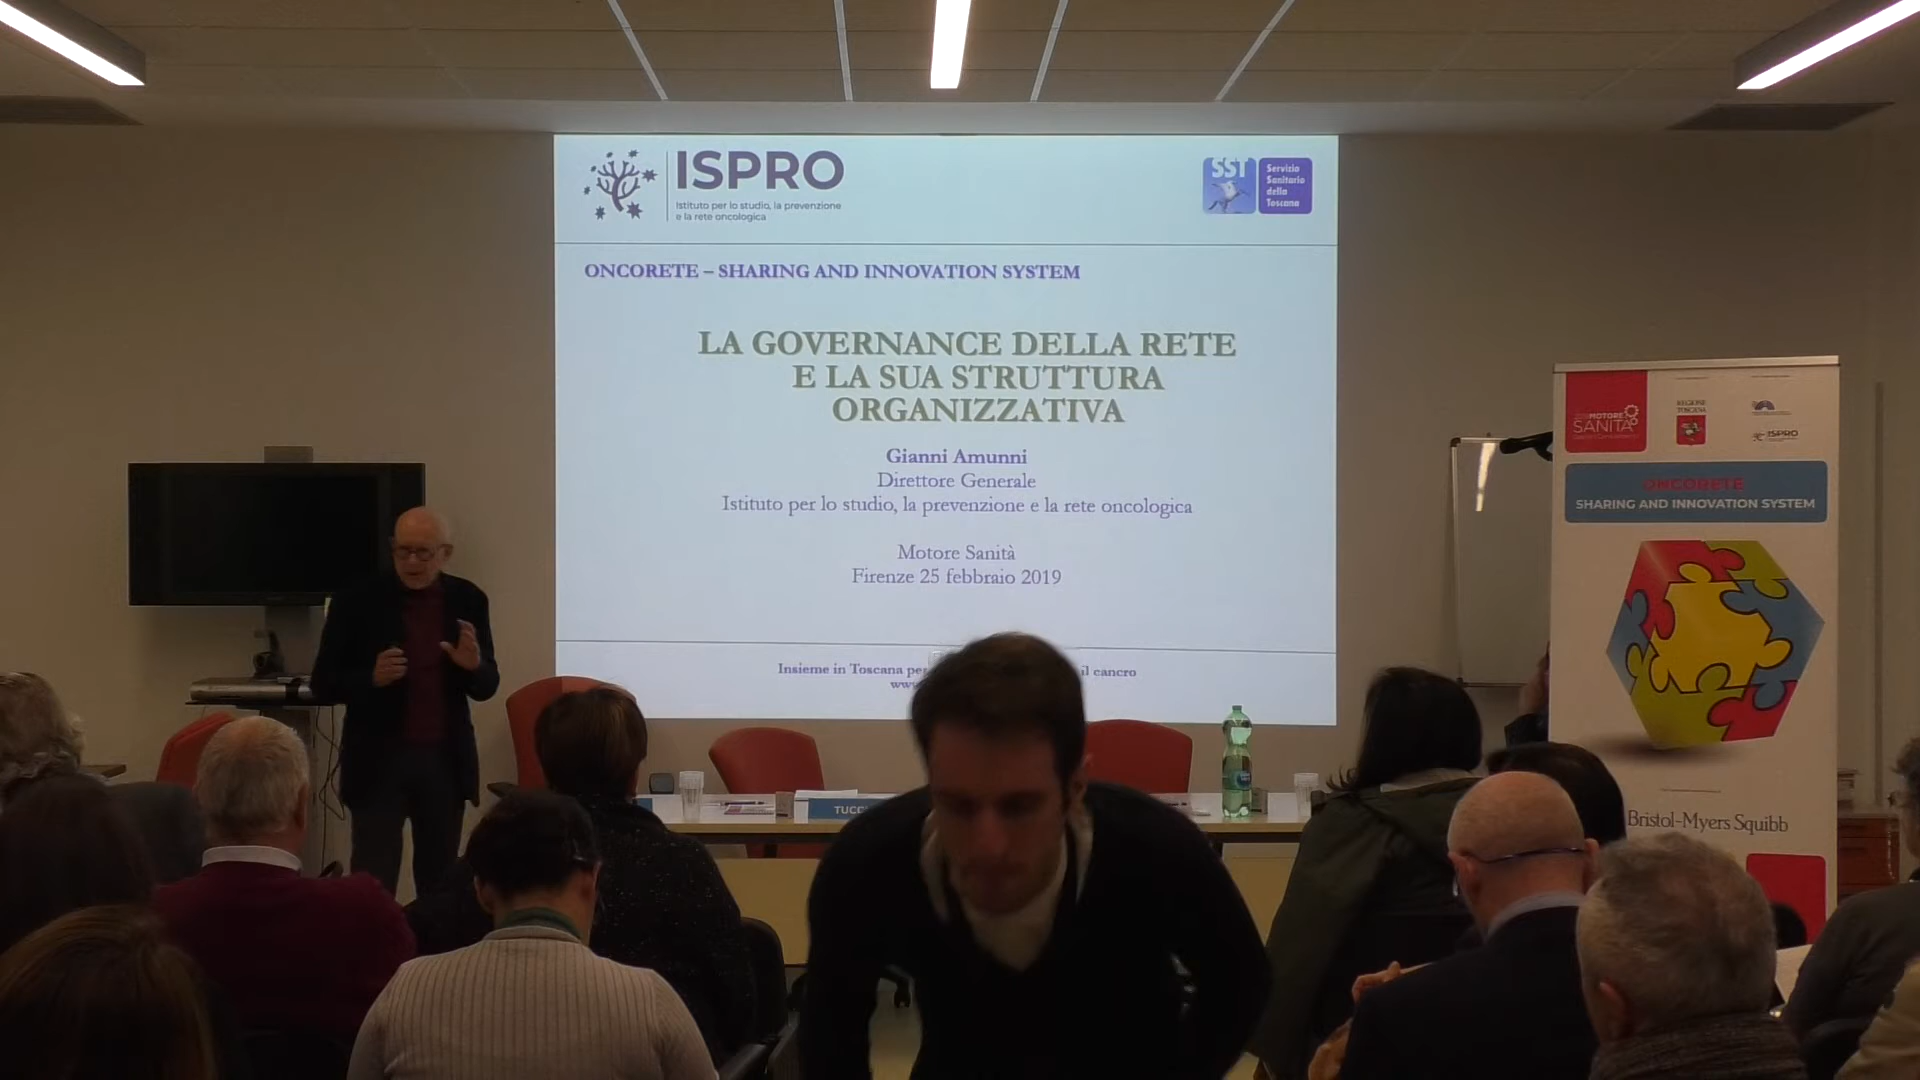 ISPRO
Istituto per lo studio, la prevenzione
e la rete oncologica
SST
Servizio
Sanitario
della
Toscana
ONCORETE – SHARING AND INNOVATION SYSTEM
LA GOVERNANCE DELLA RETE
E LA SUA STRUTTURA
ORGANIZZATIVA
Gianni Amunni
Direttore Generale
Istituto per lo studio, la prevenzione e la rete oncologica
Motore Sanità
Firenze 25 febbraio 2019
Insieme in Toscana
il cancro
TUCC
MOTORE
SANITÀ
REGIONE
TOSCANA
ISPRO
ONCORETE
SHARING AND INNOVATION SYSTEM
Bristol-Myers Squibb